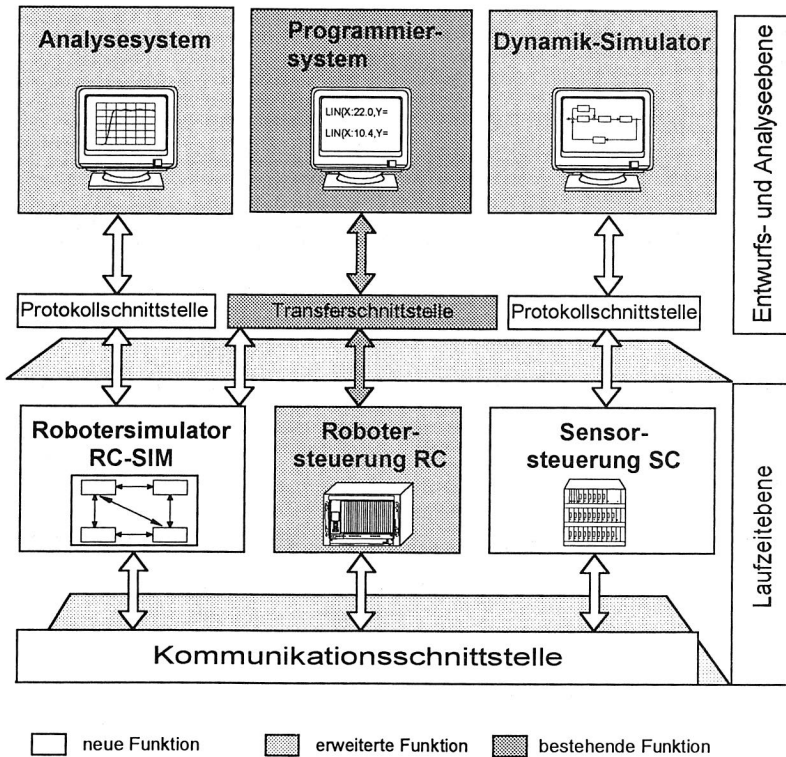 Analysesystem
Programmier-
system
Dynamik-Simulator
LIN{X:22.0,Y=
LIN{X:10.4,Y=
Entwurfs- und Analyseebene
Protokollschnittstelle
Transferschnittstelle
Protokollschnittstelle
Robotersimulator
RC-SIM
Roboter-
steuerung RC
Sensor-
steuerung SC
Laufzeitebene
Kommunikationsschnittstelle
neue Funktion
erweiterte Funktion
bestehende Funktion